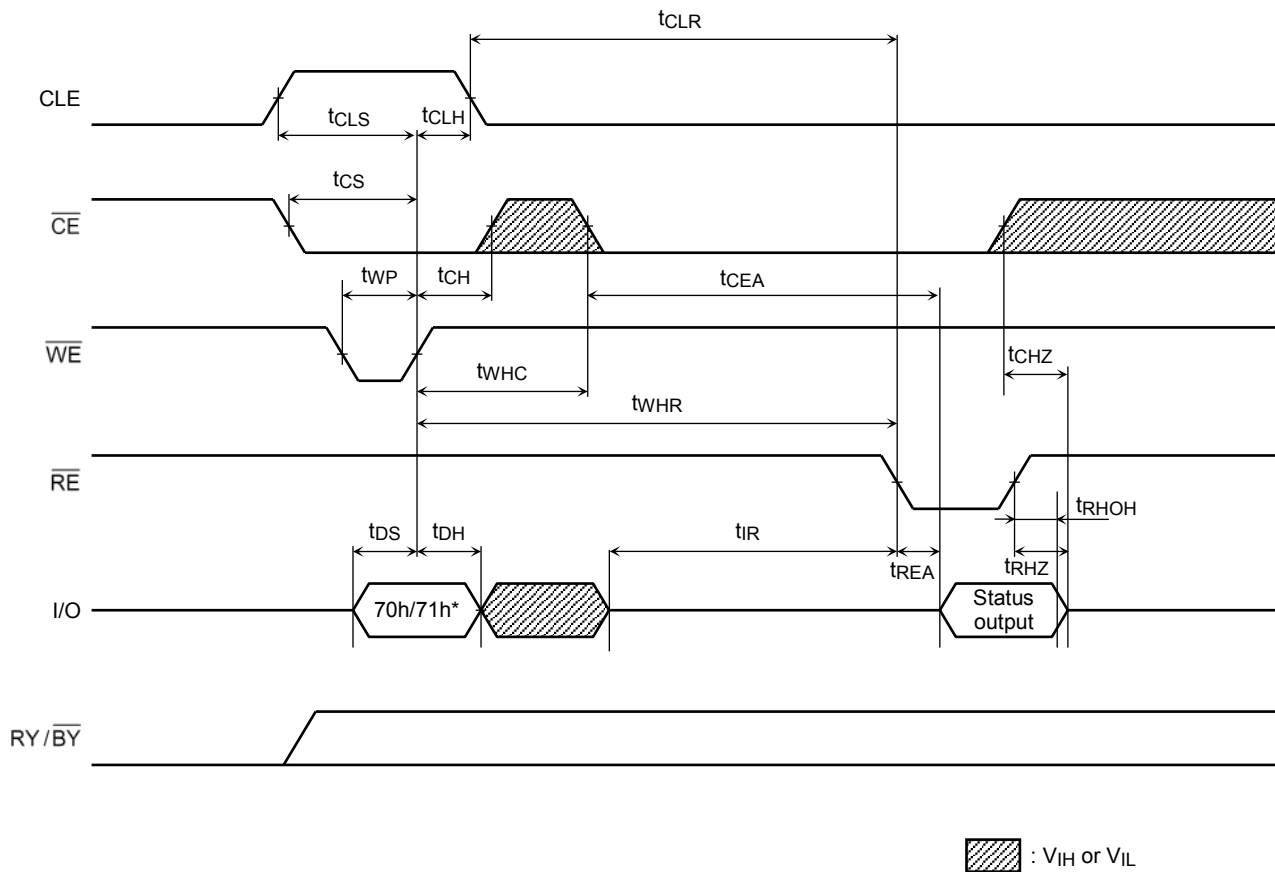 tCLR
CLE
tCLS
tCLH
tCS
CE
tWP
tCH
tCEA
WE
tCHZ
tWHC
tWHR
RE
tRHOH
tDS
tDH
tIR
tREA
tRHZ
I/O
70h/71h*
Status
output
RY/BY
: VIH or VIL